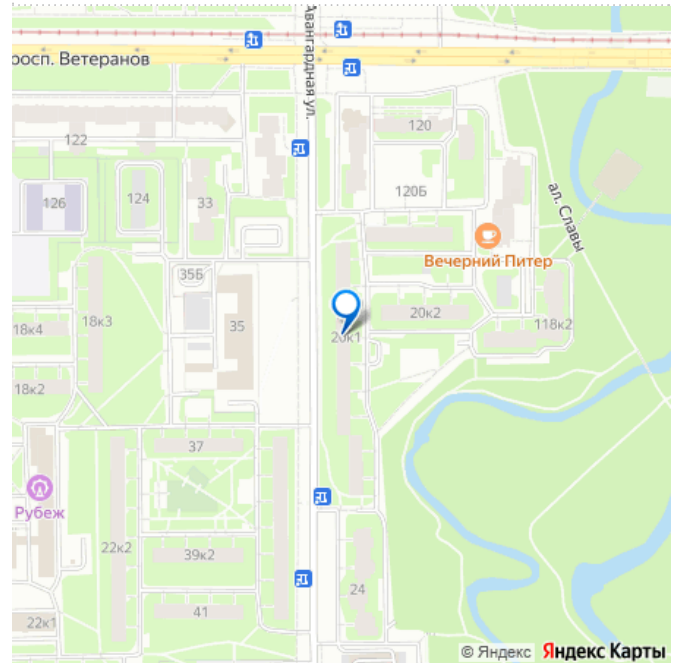 росп. Ветеранов
Авангардная ул.
122
120
126
124
33
120Б
ал. Славы
Вечерний Питер
35Б
18к4
18к3
35
20к1
20к2
118к2
18к2
37
Рубеж
22к2
39к2
24
41
22к1
© Яндекс Яндекс Карты